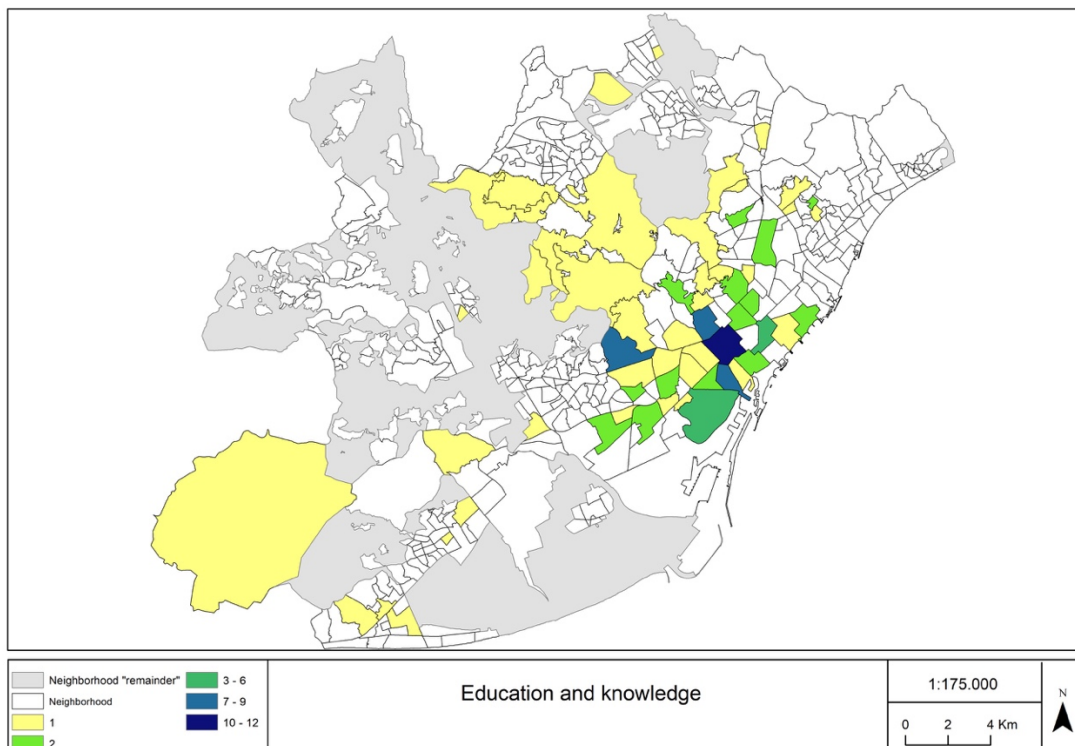 Neighborhood "remainder"
Neighborhood
1
2
3 - 6
7 - 9
10 - 12
Education and knowledge
1:175.000
0 2 4 Km
N